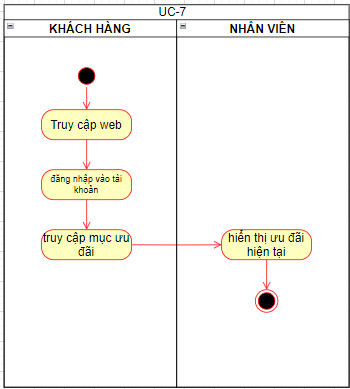 UC-7
KHÁCH HÀNG
NHÂN VIÊN
Truy cập web
đăng nhập vào tài
khoản
truy cập mục ưu
đãi
hiển thị ưu đãi
hiện tại